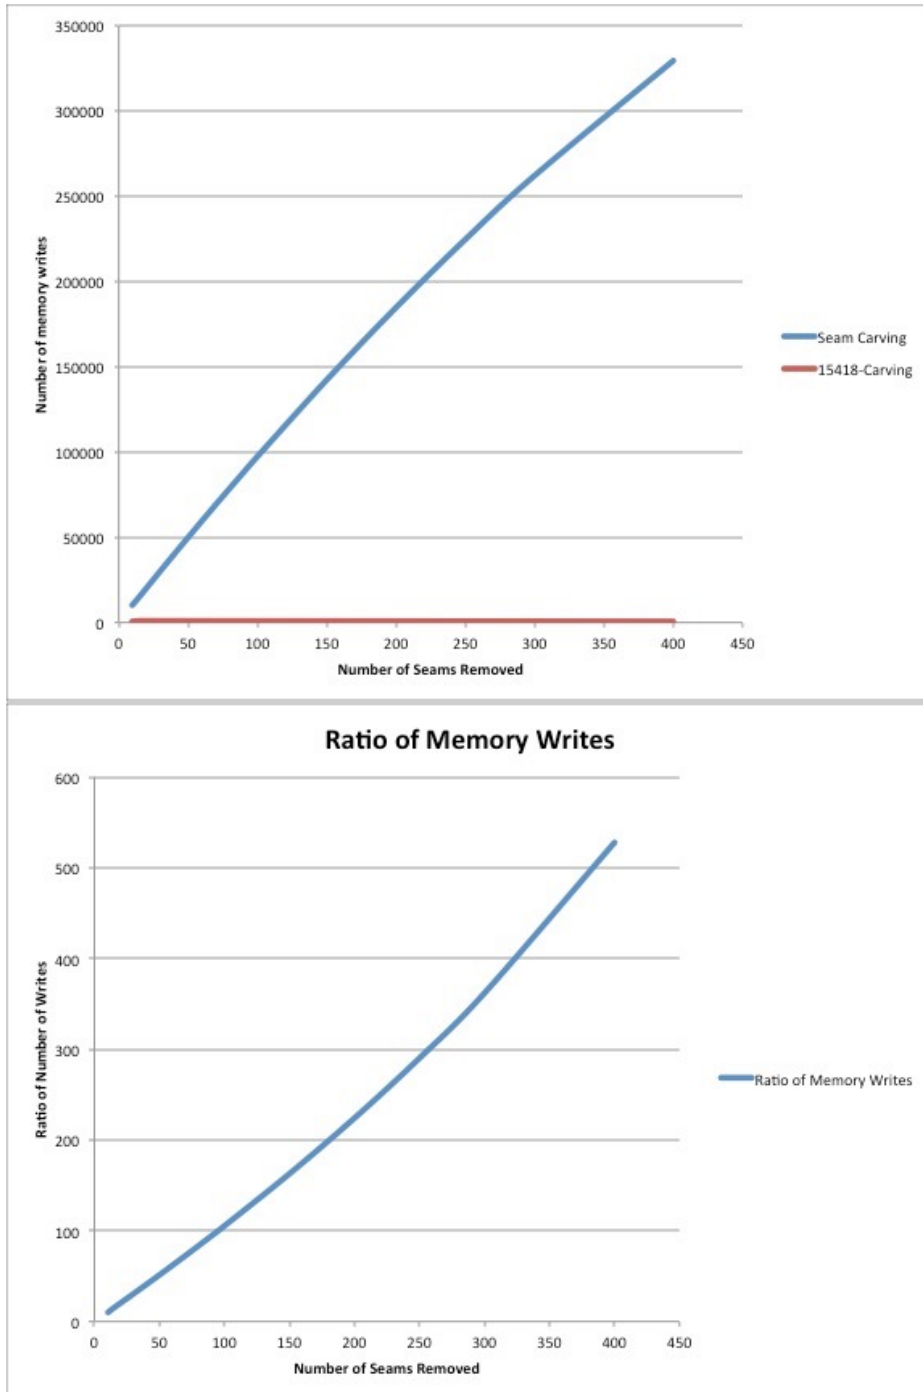 350000
300000
250000
200000
150000
100000
50000
0
Number of memory writes
0 50 100 150 200 250 300 350 400 450
Number of Seams Removed
Seam Carving
15418-Carving
Ratio of Memory Writes
600
500
400
300
200
100
0
Ratio of Number of Writes
0 50 100 150 200 250 300 350 400 450
Number of Seams Removed
Ratio of Memory Writes